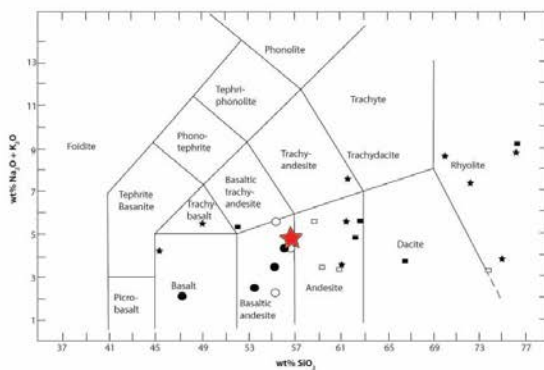 Phonolite
Tephri-
phonolite
Trachyte
Foidite
Phono-
tephrite
Trachy-
andesite
Trachydacite
Rhyolite
Tephrite
Basanite
Trachy
basalt
Basaltic
trachy-
andesite
Dacite
Picro-
basalt
Basalt
Basaltic
andesite
Andesite
13
11
9
7
5
3
1
wt% Na2O + K2O
37 41 45 49 53 57 61 65 69 73 77
wt% SiO2